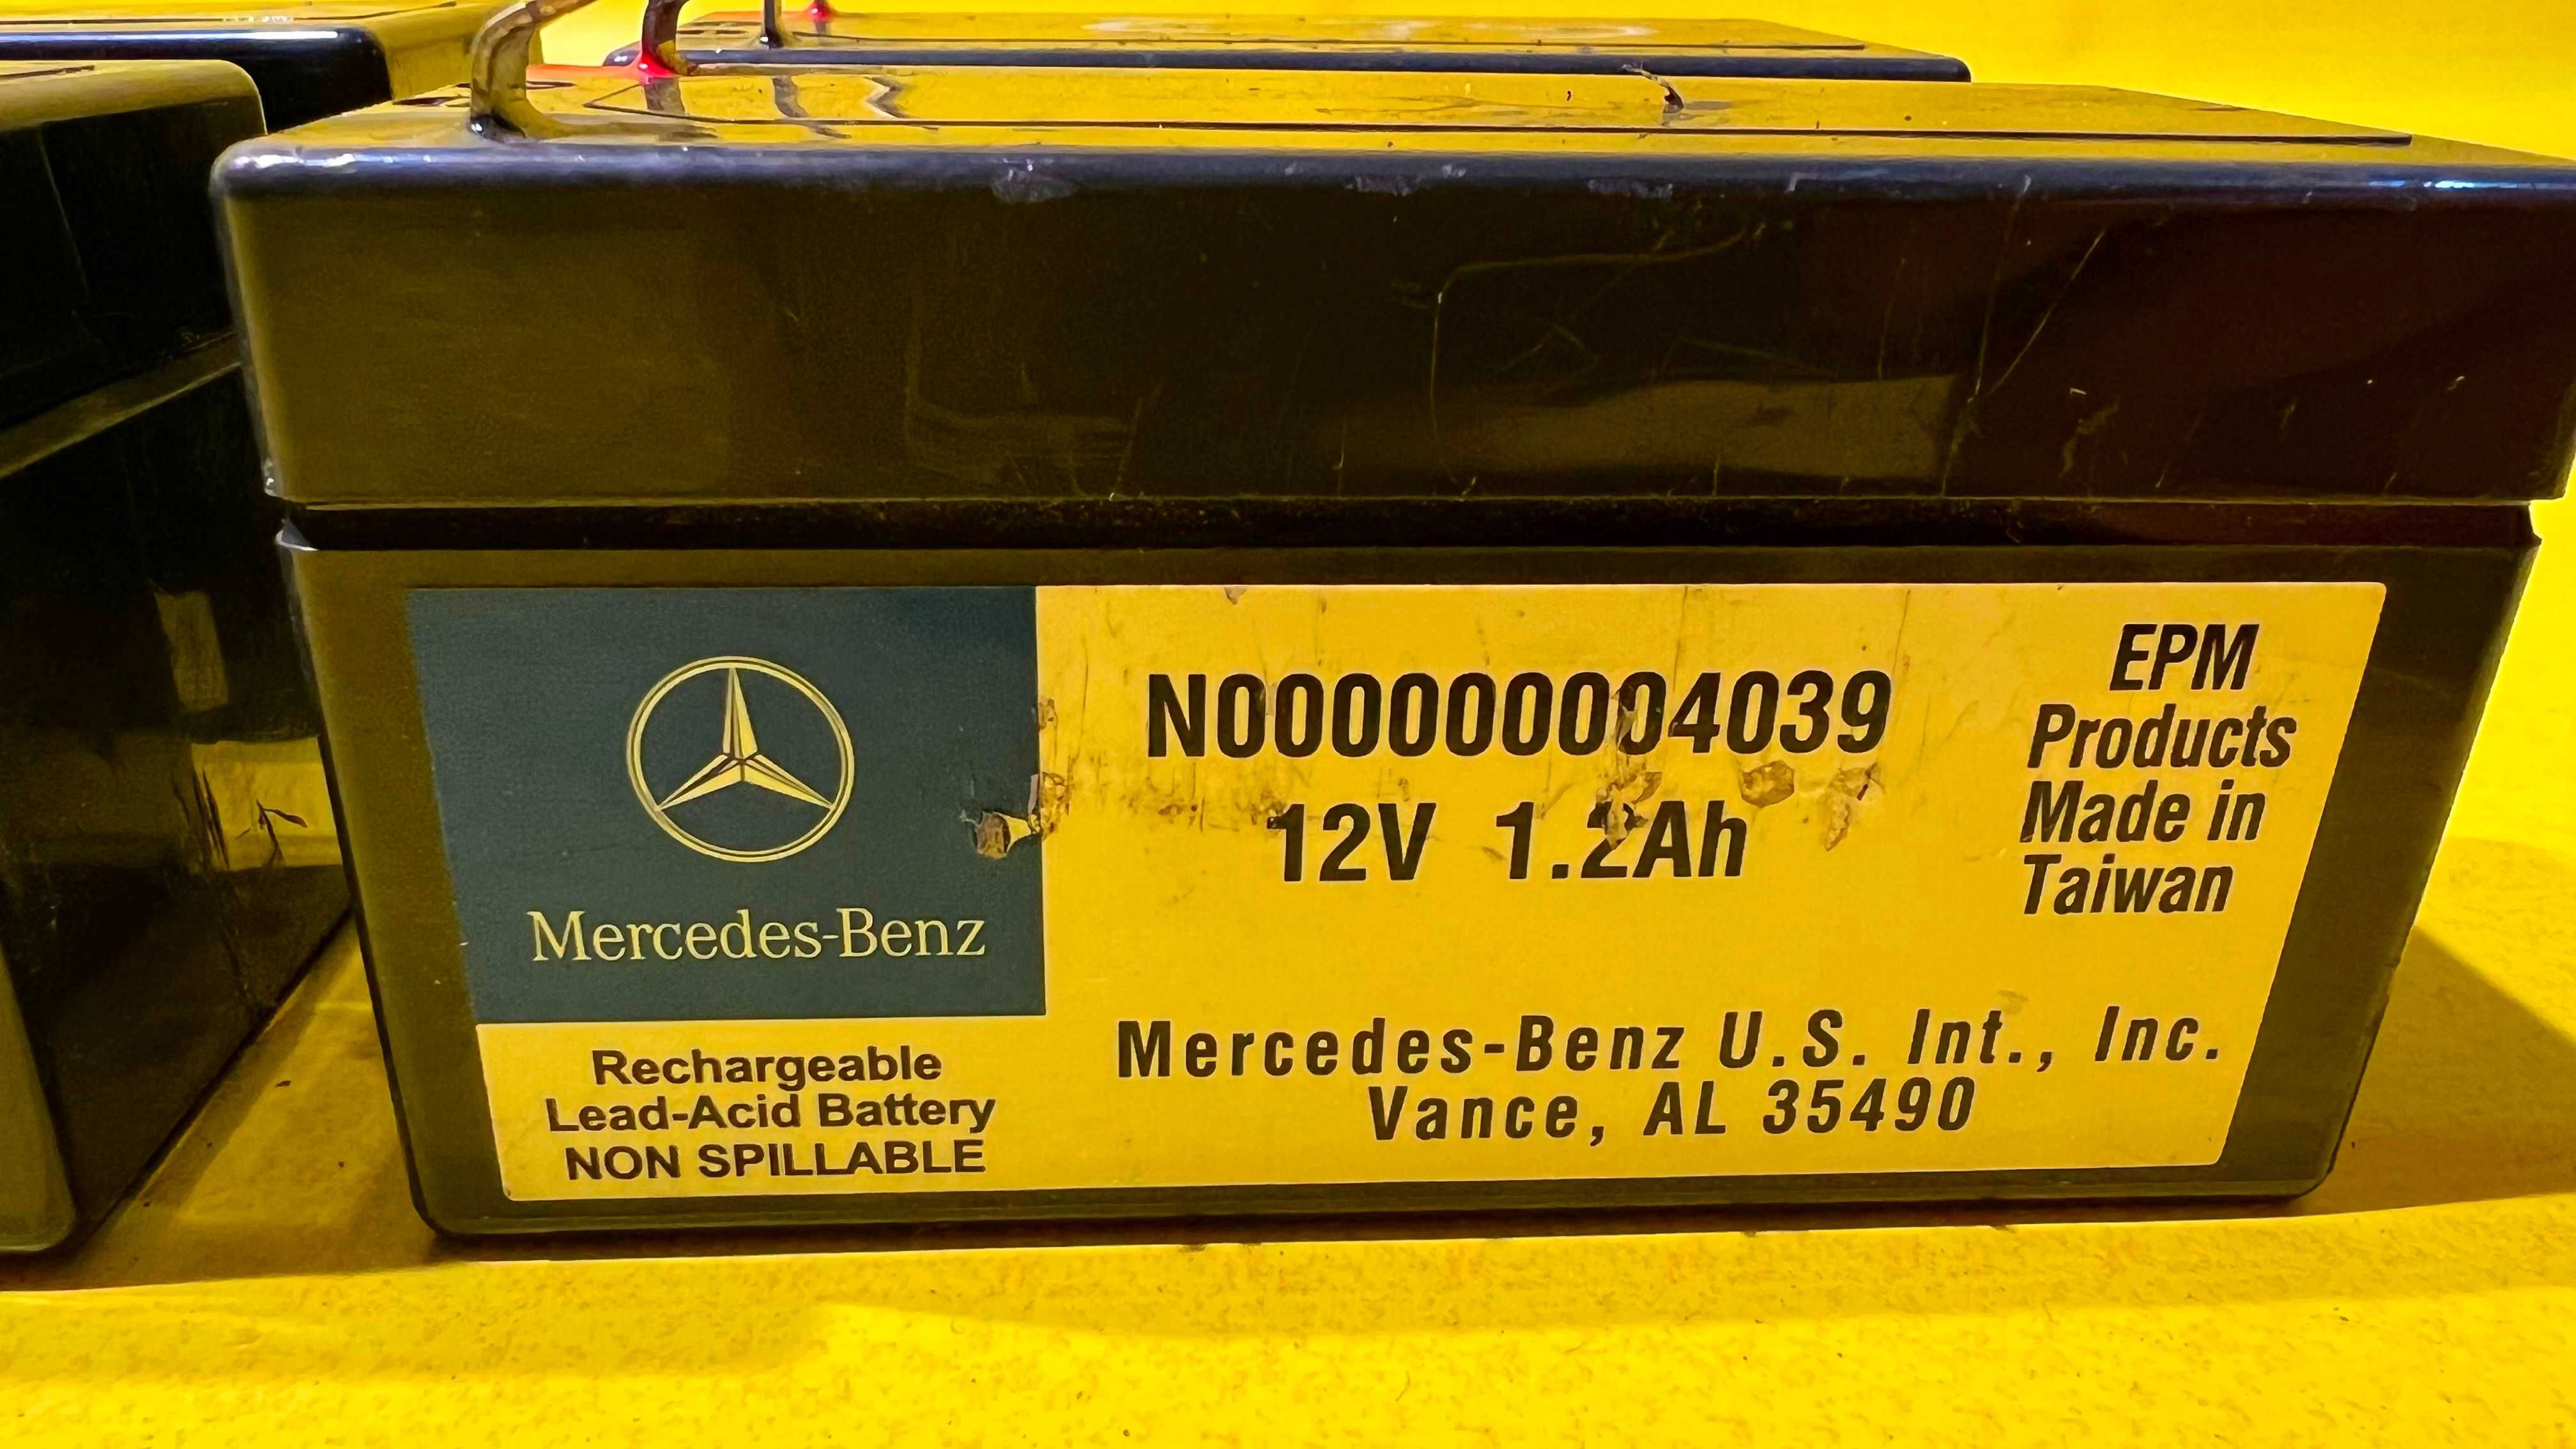 Mercedes-Benz
Rechargeable
Lead-Acid Battery
NON SPILLABLE
N000000004039
12V 1.2Ah
Mercedes-Benz U.S. Int., Inc.
Vance, AL 35490
EPM
Products
Made in
Taiwan